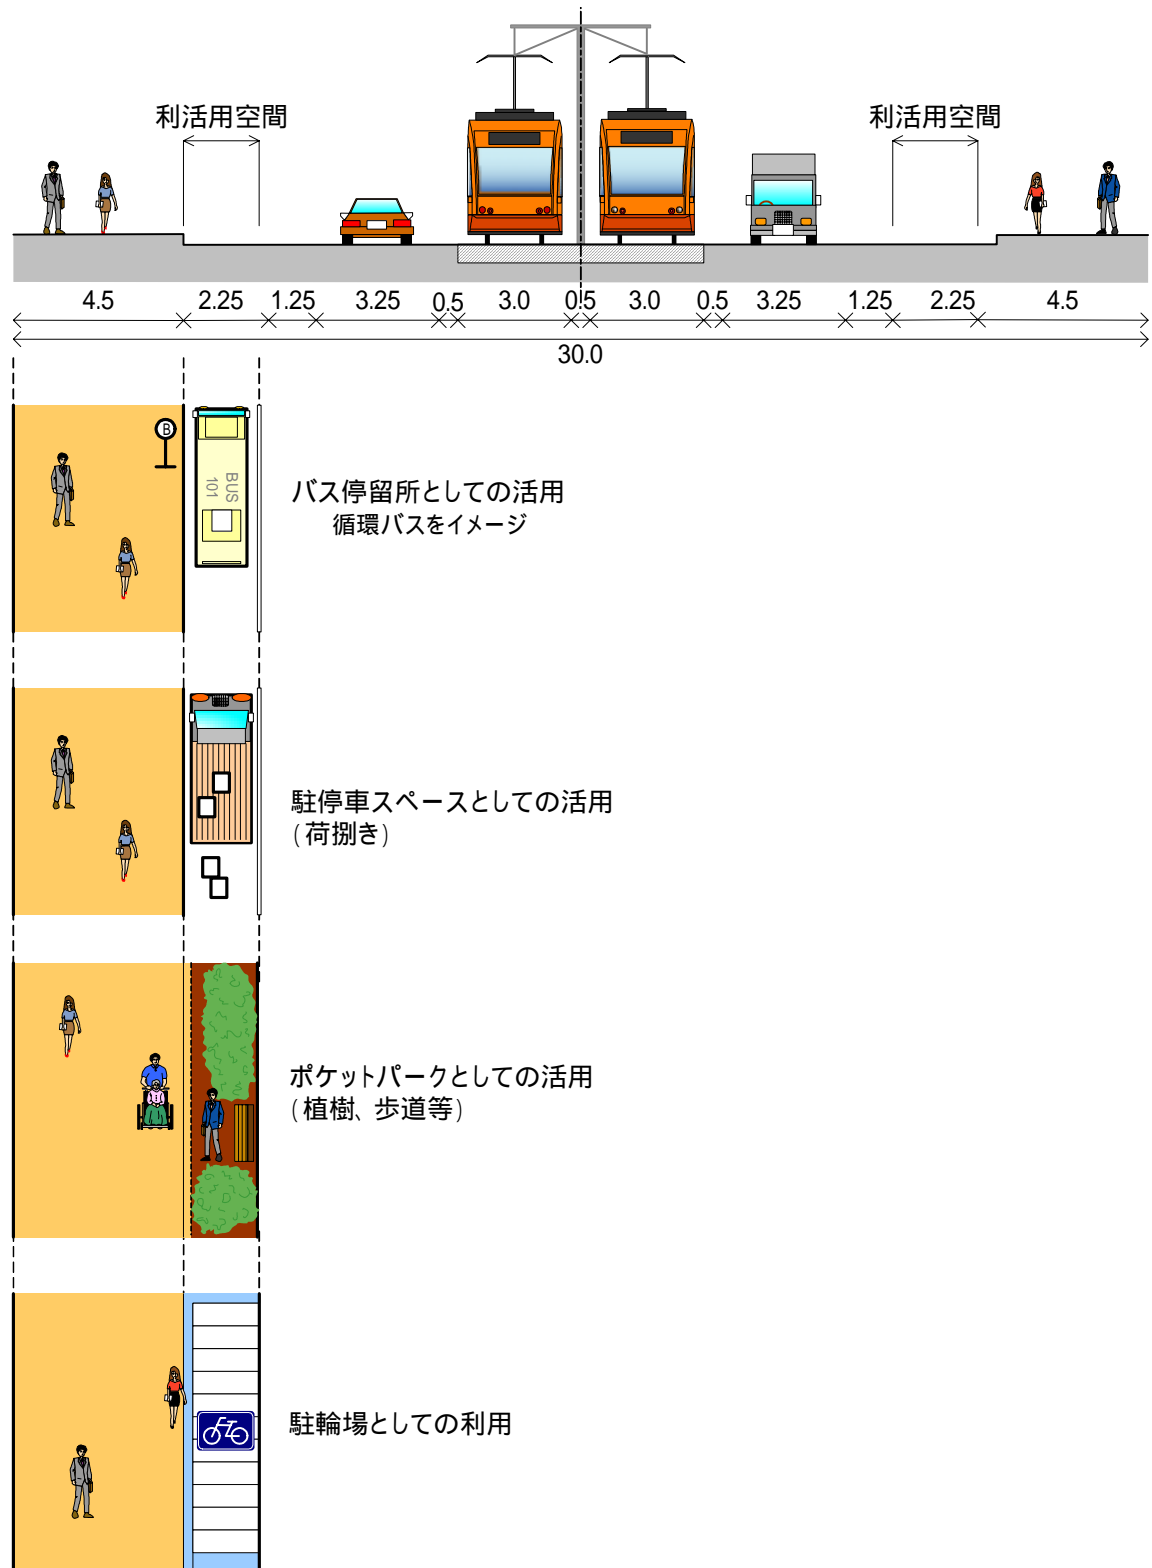 利活用空間
利活用空間
4.5 2.25 1.25 3.25 0.5 3.0 0.5 3.0 0.5 3.25 1.25 2.25 4.5
30.0
B
BUS
101
バス停留所としての活用
循環バスをイメージ
駐停車スペースとしての活用
(荷捌き)
ポケットパークとしての活用
(植樹、歩道等)
駐輪場としての利用